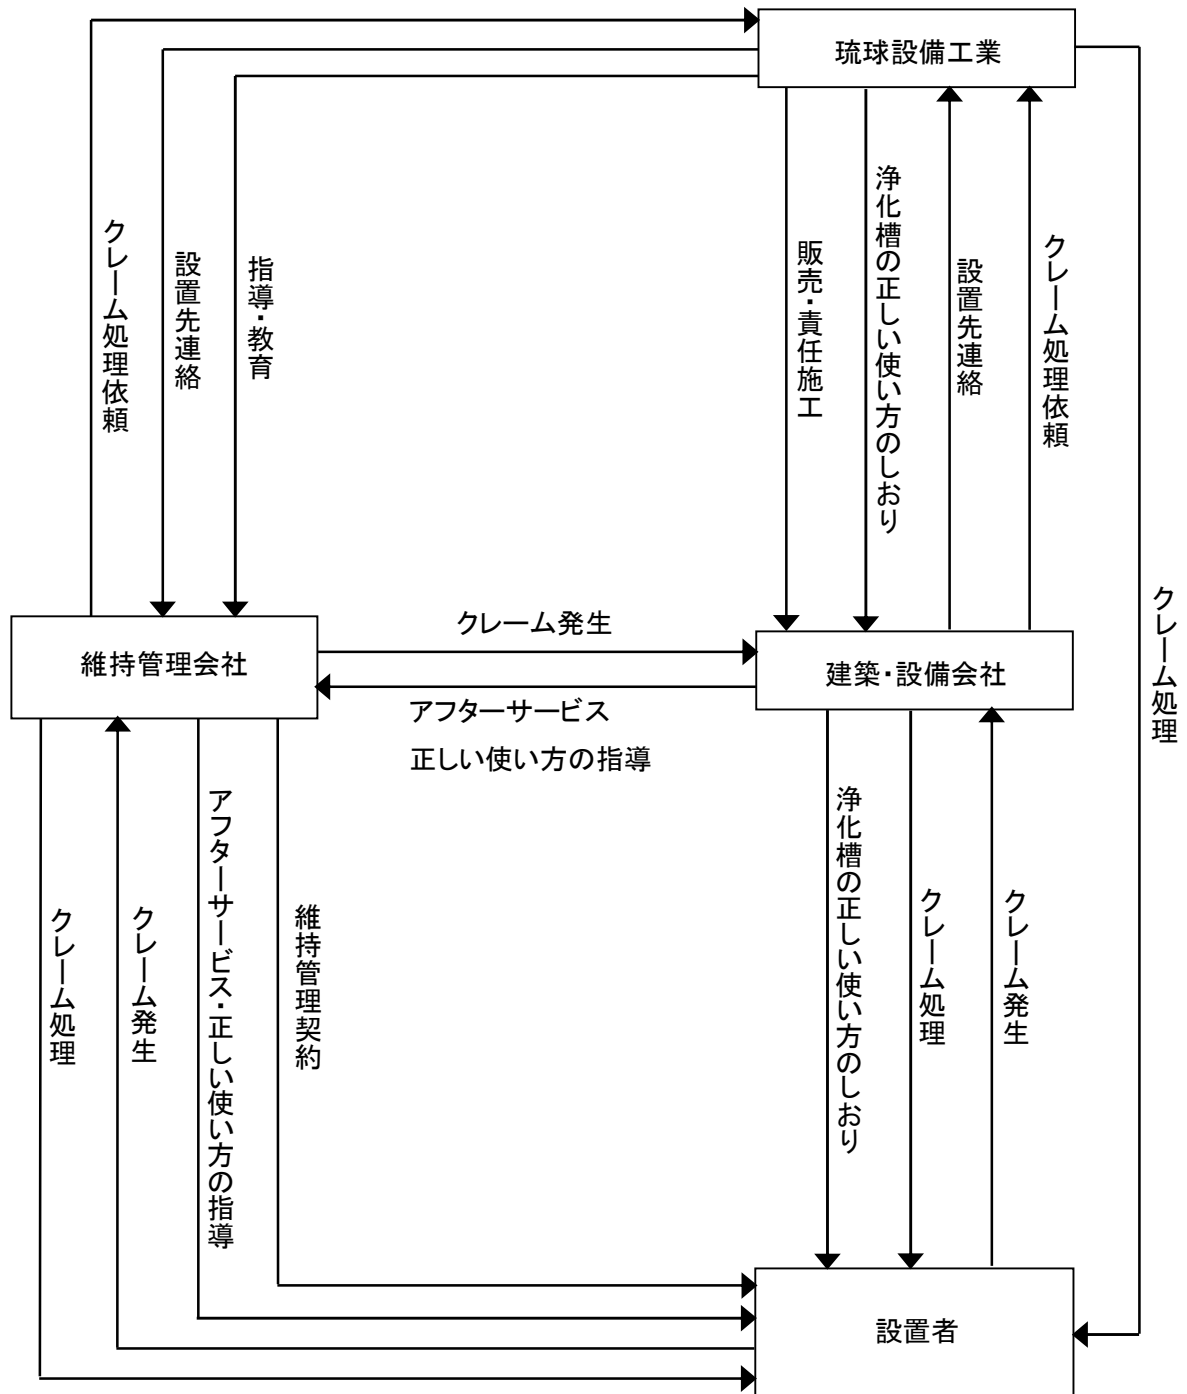 琉球設備工業
クレーム処理依頼
設置先連絡
指導・教育
販売・責任施工
浄化槽の正しい使い方のしおり
設置先連絡
クレーム処理依頼
クレーム処理
維持管理会社
クレーム発生
アフターサービス
正しい使い方の指導
建築・設備会社
クレーム処理
クレーム発生
アフターサービス・正しい使い方の指導
維持管理契約
浄化槽の正しい使い方のしおり
クレーム処理
クレーム発生
設置者